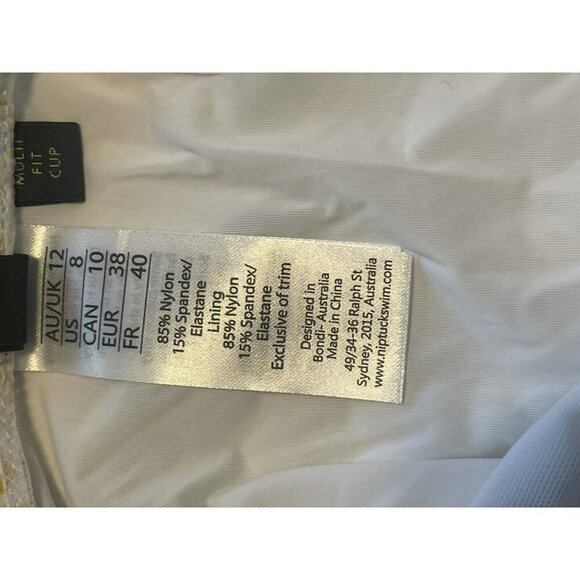 MULTI
FIT
CUP
AU/UK 12
US 8
CAN 10
EUR 38
FR 40
85% Nylon
15% Spandex/
Elastane
Lining
85% Nylon
15% Spandex/
Elastane
Exclusive of trim
Designed in
Bondi- Australia
Made in China
49/34-36 Ralph St
Sydney, 2015, Australia
www.niptuckswim.com